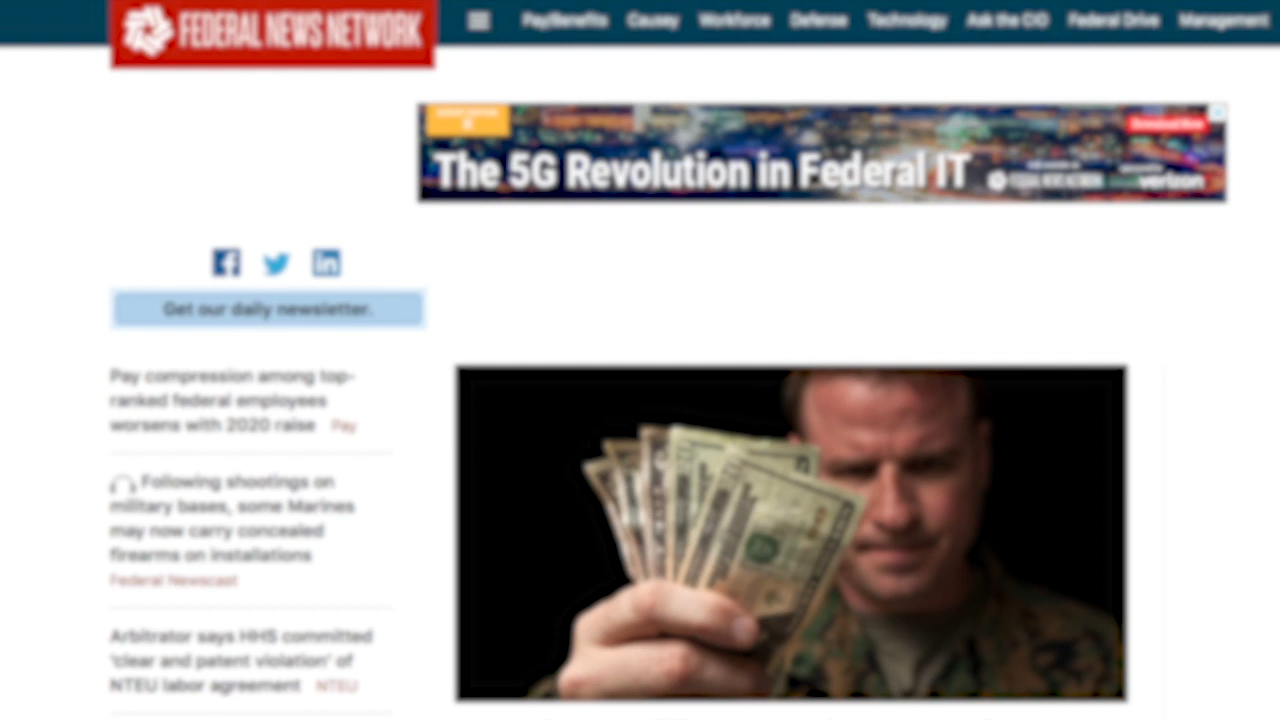 FEDERAL NEWS NETWORK
Pay/Benefits Causey Workforce Defense Technology Ask the CIO Federal Drive Management
Download Now
The 5G Revolution in Federal IT
verizon
Get our daily newsletter.
Pay compression among top-
ranked federal employees
worsens with 2020 raise Pay
Following shootings on
military bases, some Marines
may now carry concealed
firearms on installations
Federal Newscast
Arbitrator says HHS committed
'clear and patent violation' of
NTEU labor agreement NTEU